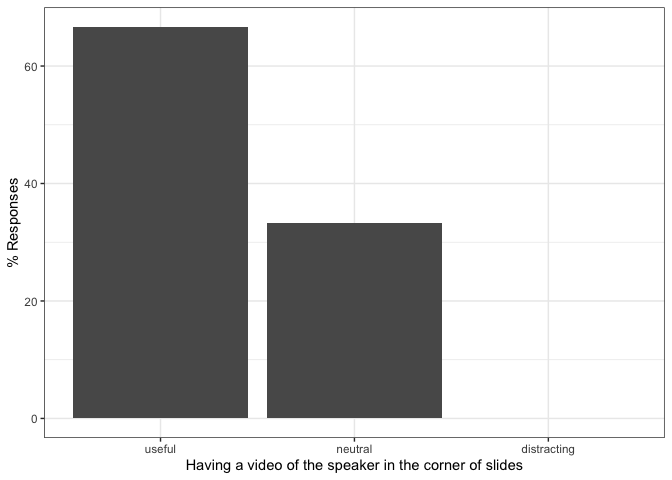 % Responses
60
40
20
0
useful neutral distracting
Having a video of the speaker in the corner of slides